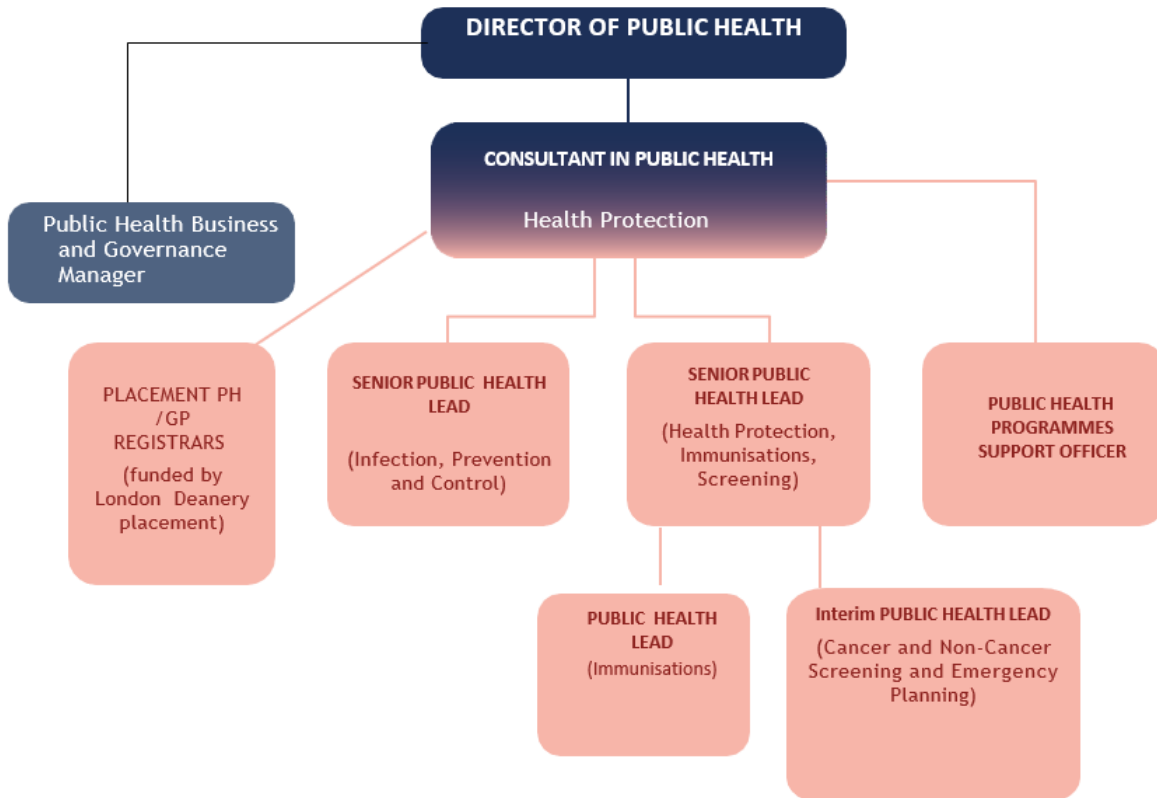 DIRECTOR OF PUBLIC HEALTH
CONSULTANT IN PUBLIC HEALTH
Health Protection
Public Health Business
and Governance
Manager
PLACEMENT PH
/GP
REGISTRARS
(funded by
London Deanery
placement)
SENIOR PUBLIC HEALTH
LEAD
(Infection, Prevention
and Control)
SENIOR PUBLIC
HEALTH LEAD
(Health Protection,
Immunisations,
Screening)
PUBLIC HEALTH
PROGRAMMES
SUPPORT OFFICER
PUBLIC HEALTH
LEAD
(Immunisations)
Interim PUBLIC HEALTH LEAD
(Cancer and Non-Cancer
Screening and Emergency
Planning)